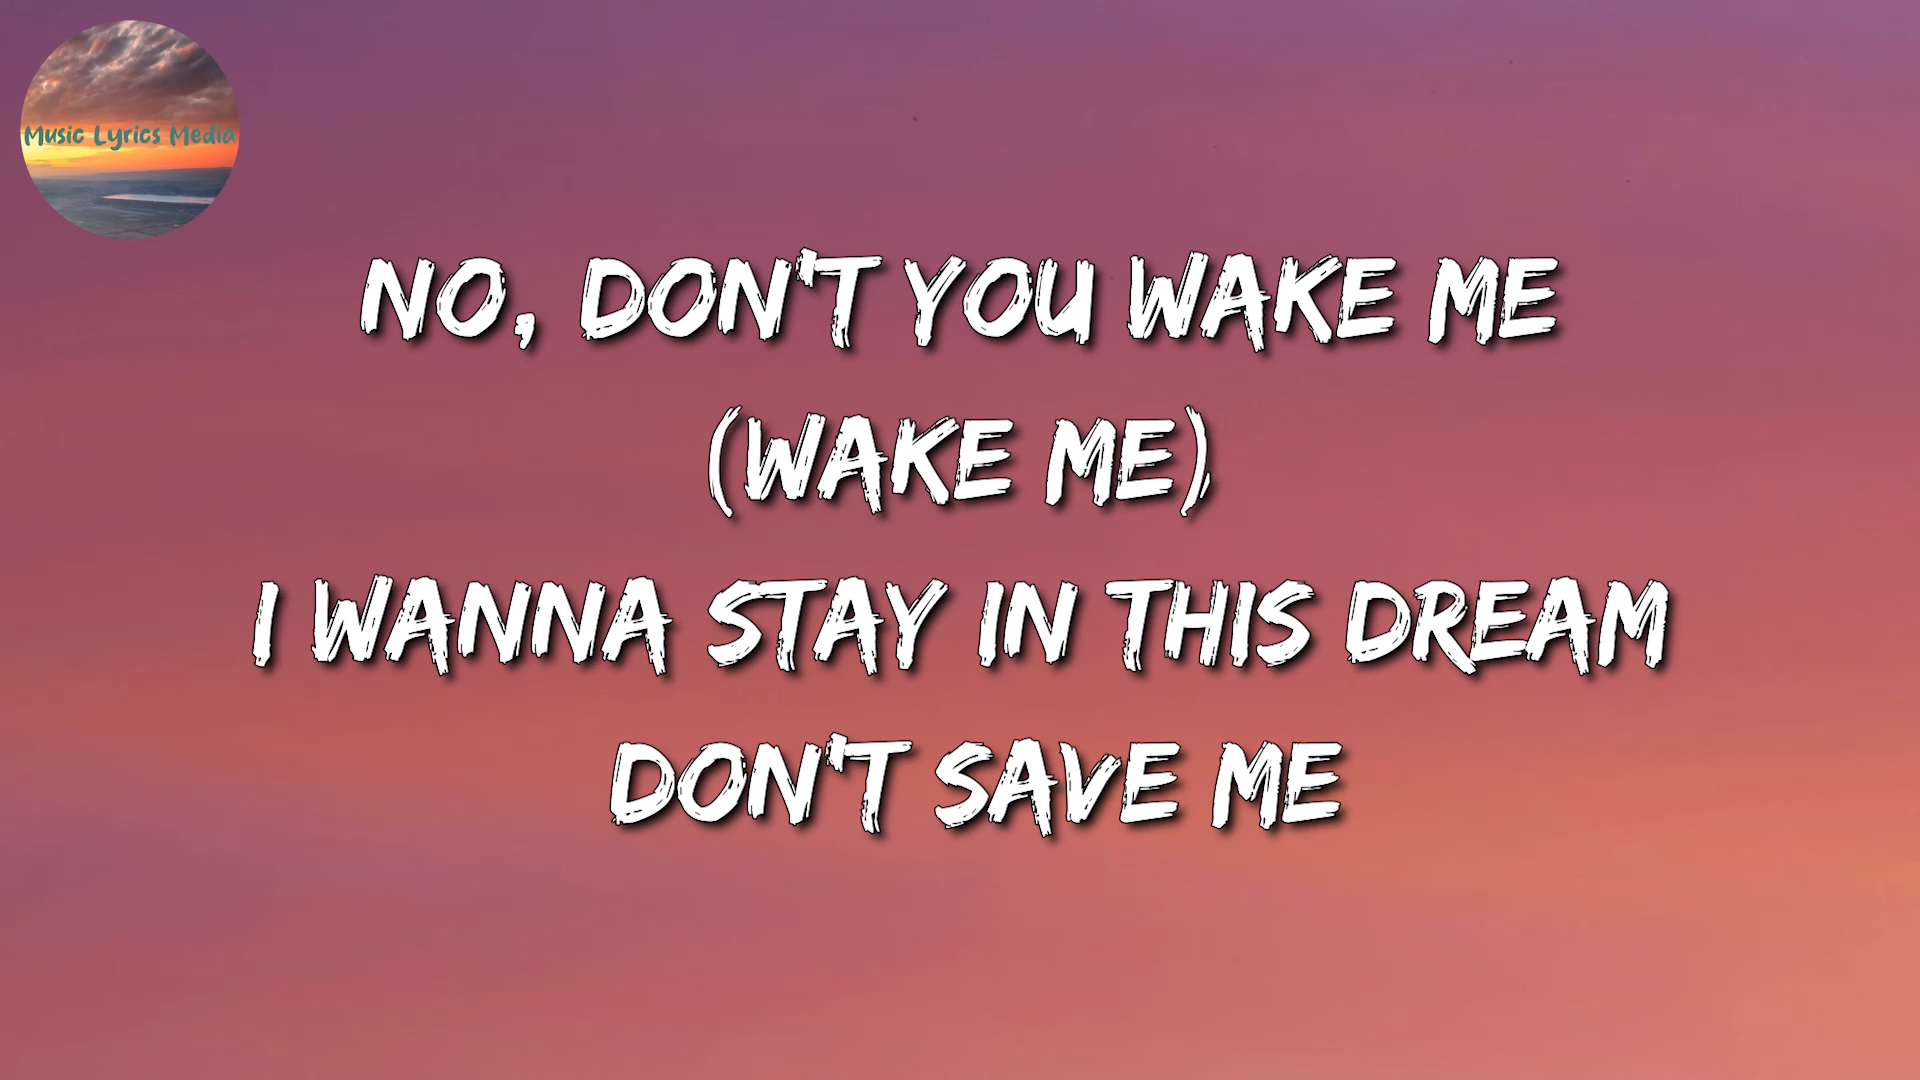 Music Lyrics Media
NO, DON'T YOU WAKE ME
(WAKE ME)
I WANNA STAY IN THIS DREAM
DON'T SAVE ME